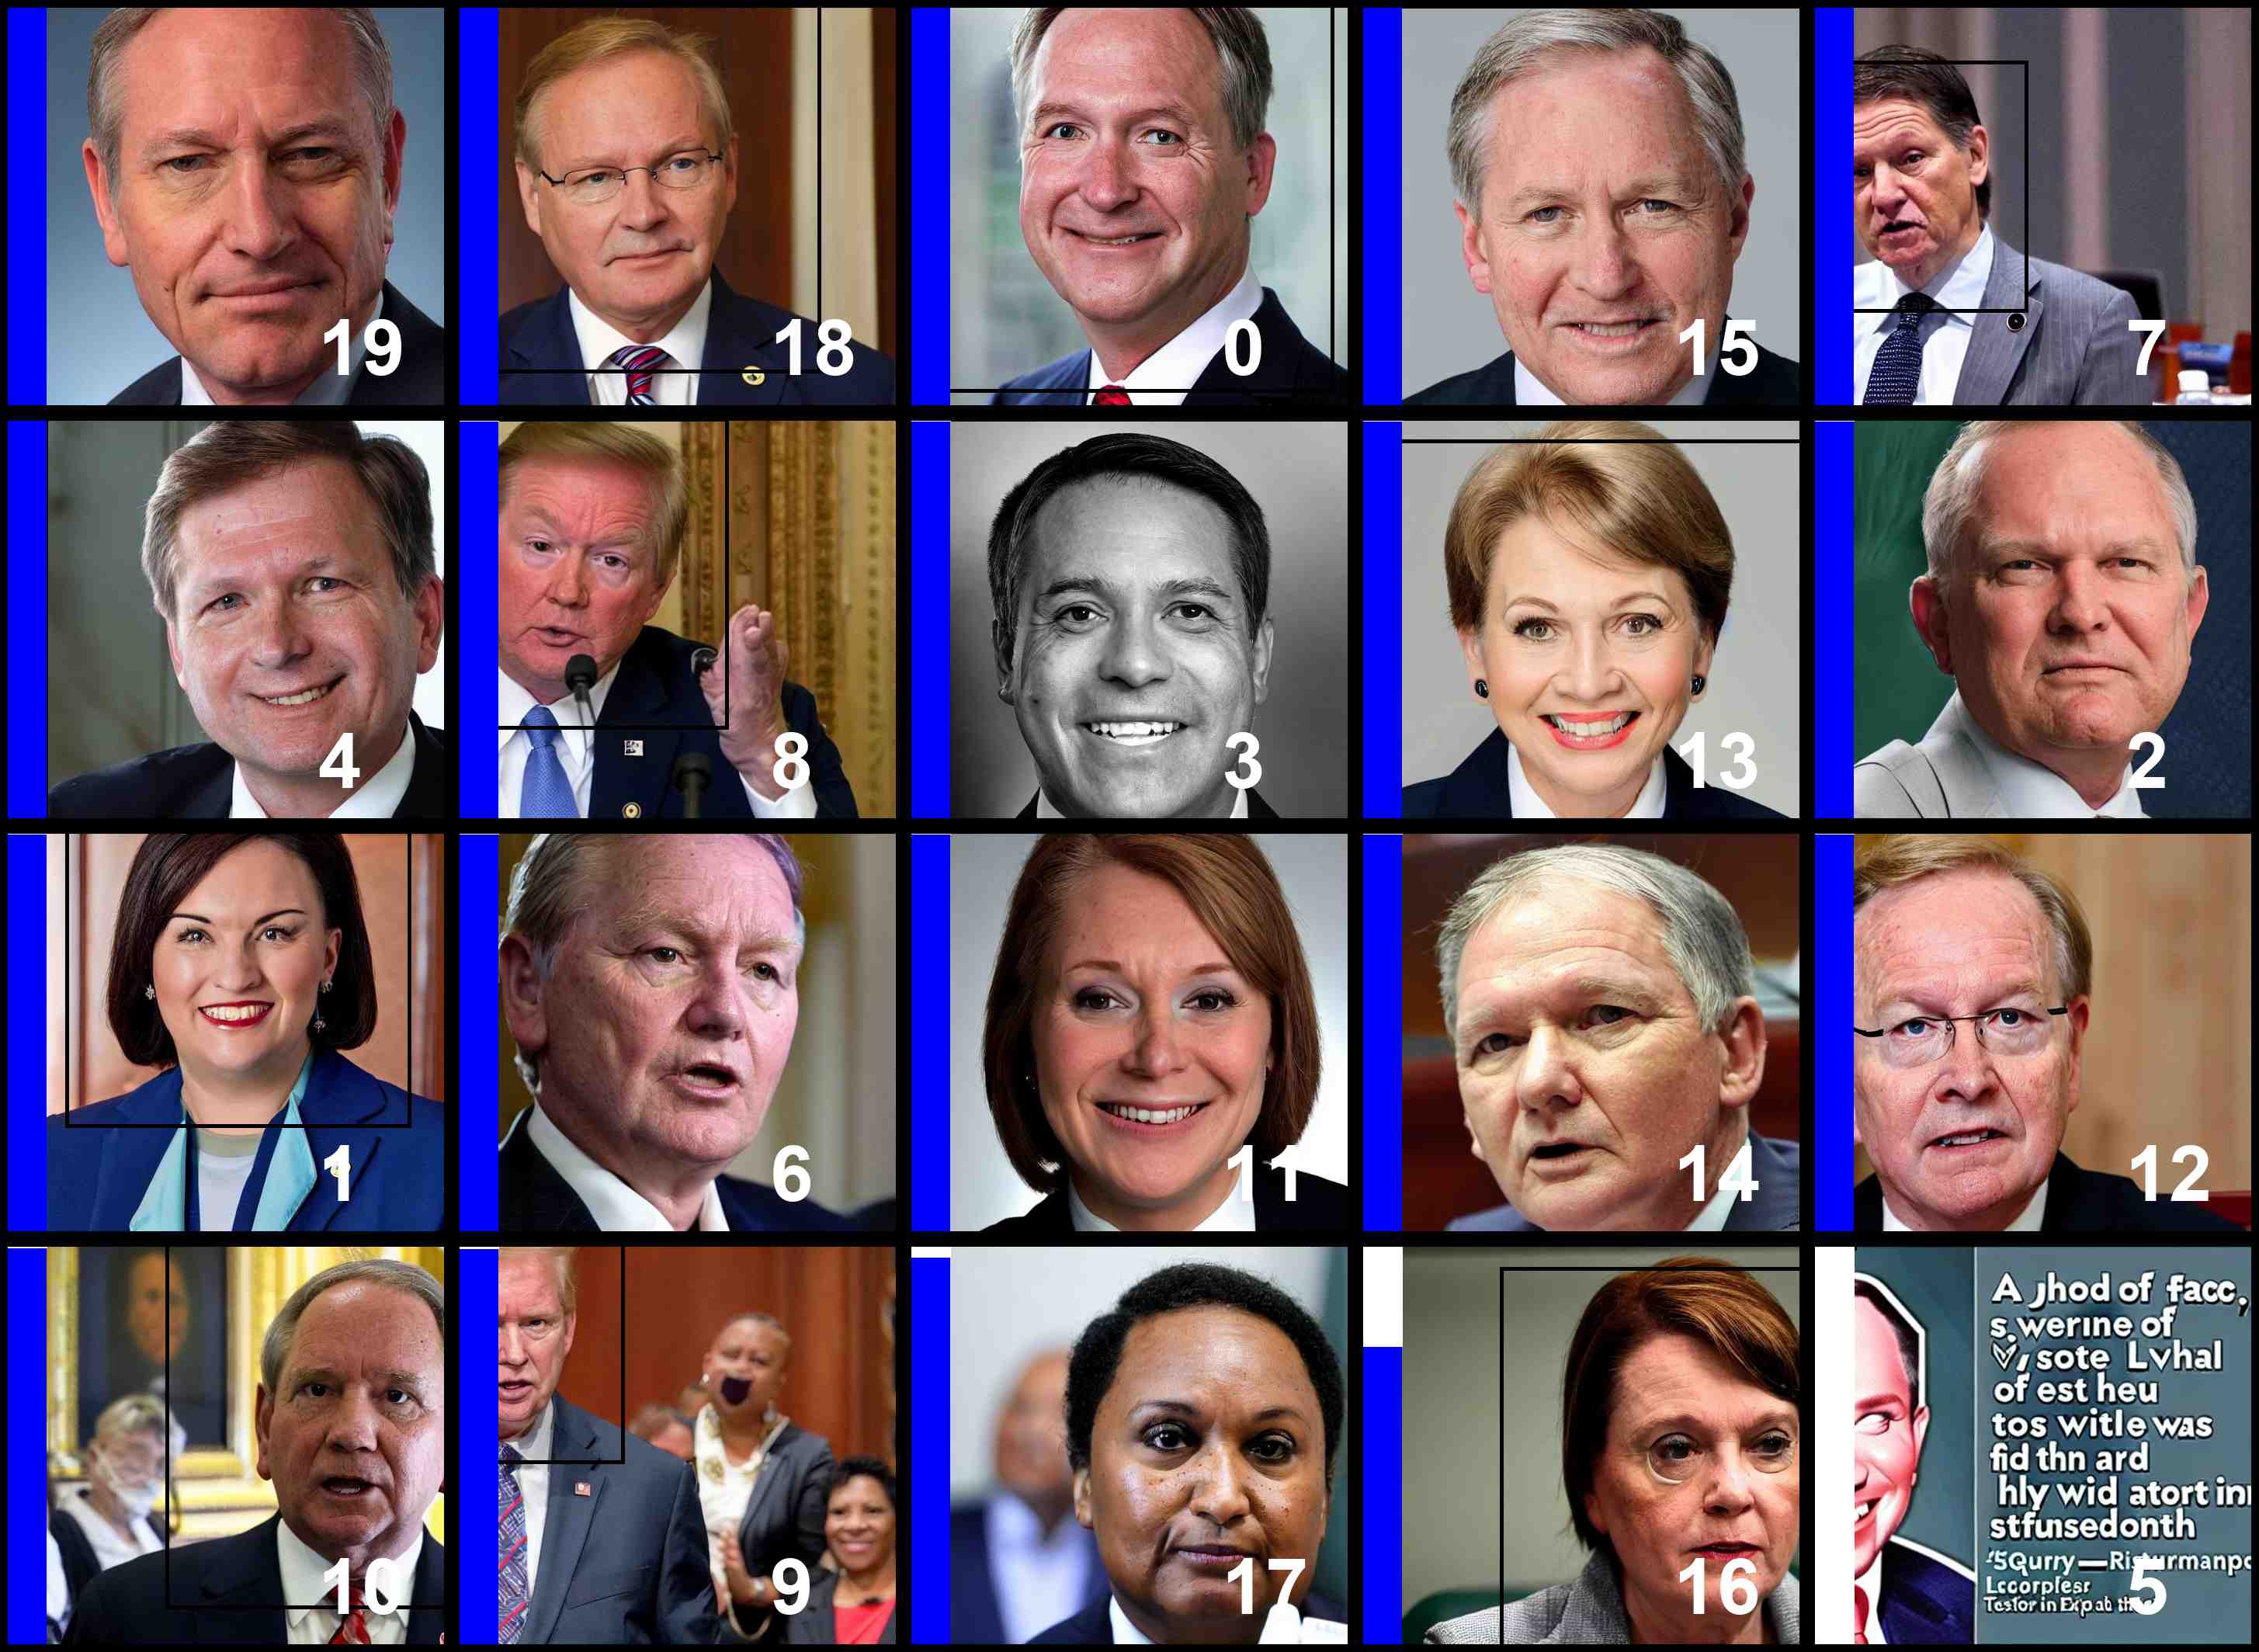 19
18
0
15
7
4
8
3
13
2
1
6
11
14
12
10
9
17
16
A jhod of facc,
s, werine of
sote Lvhal
of est heu
tos witle was
fid thn ard
hly wid atort in
stfusedonth
5